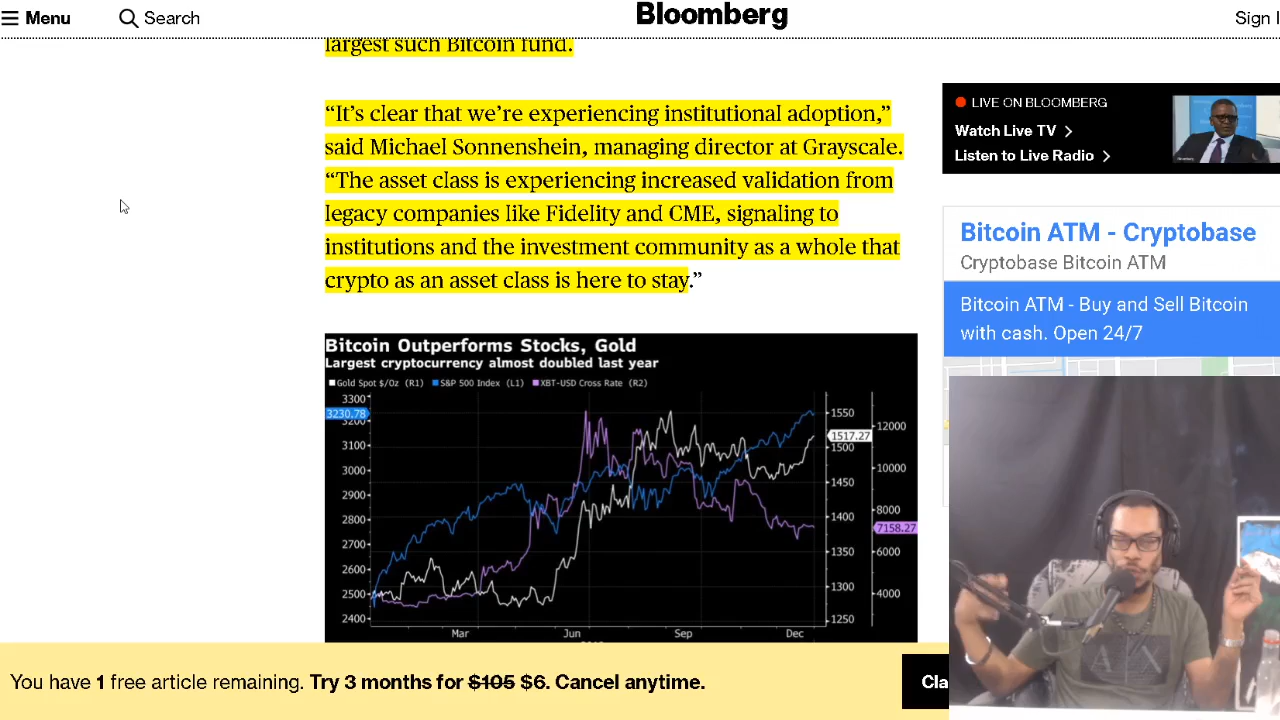 Menu
Search
Bloomberg
Sign I
largest such Bitcoin fund.
“It’s clear that we’re experiencing institutional adoption,”
said Michael Sonnenshein, managing director at Grayscale.
“The asset class is experiencing increased validation from
legacy companies like Fidelity and CME, signaling to
institutions and the investment community as a whole that
crypto as an asset class is here to stay.”
LIVE ON BLOOMBERG
Watch Live TV
Listen to Live Radio
Bitcoin ATM - Cryptobase
Cryptobase Bitcoin ATM
Bitcoin ATM - Buy and Sell Bitcoin
with cash. Open 24/7
Bitcoin Outperforms Stocks, Gold
Largest cryptocurrency almost doubled last year
Gold Spot $/Oz (R1) S&P 500 Index (L1) XBT-USD Cross Rate (R2)
3300
3230.78
3200
3100
3000
2900
2800
2700
2600
2500
2400
1550
1517.27
1500
1450
1400
1350
1300
1250
12000
10000
8000
7158.27
6000
4000
Mar Jun Sep Dec
You have 1 free article remaining. Try 3 months for $105 $6. Cancel anytime.
Cla